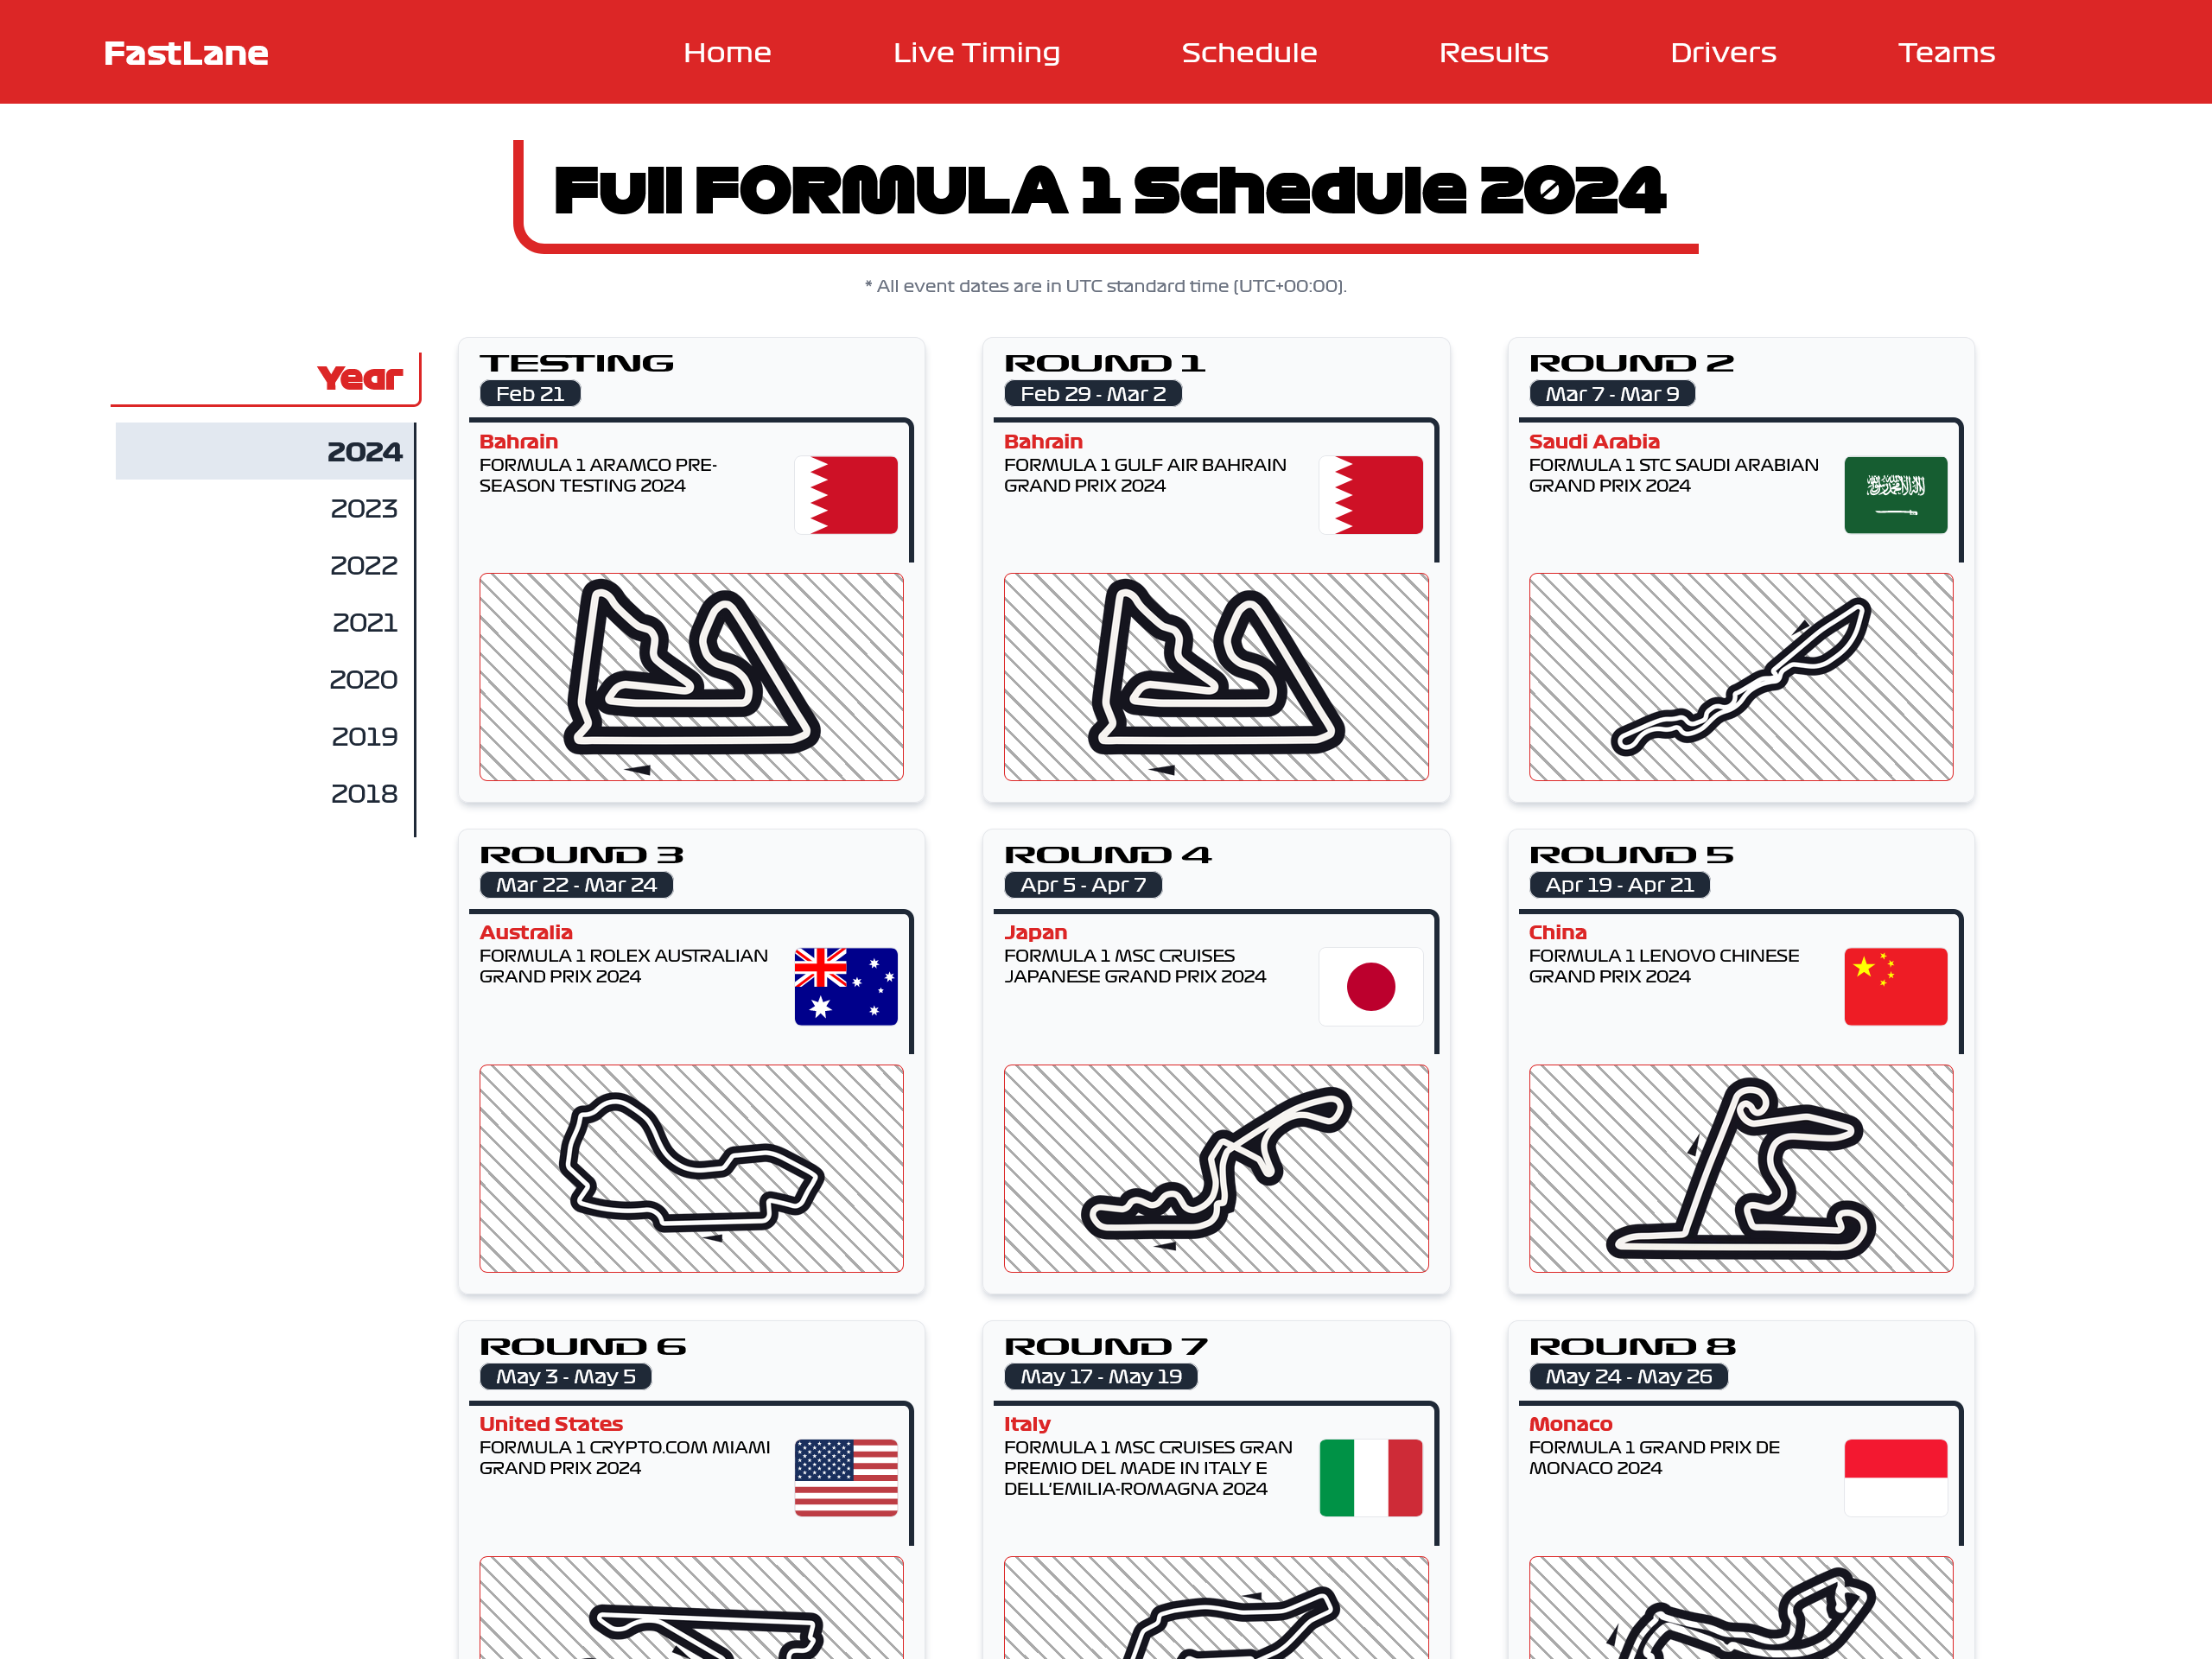 FastLane
Home
Live Timing
Schedule
Results
Drivers
Teams
Full FORMULA 1 Schedule 2024
* All event dates are in UTC standard time (UTC+00:00).
Year
2024
2023
2022
2021
2020
2019
2018
TESTING
Feb 21
Bahrain
FORMULA 1 ARAMCO PRE-
SEASON TESTING 2024
ROUND 1
Feb 29 - Mar 2
Bahrain
FORMULA 1 GULF AIR BAHRAIN
GRAND PRIX 2024
ROUND 2
Mar 7 - Mar 9
Saudi Arabia
FORMULA 1 STC SAUDI ARABIAN
GRAND PRIX 2024
ROUND 3
Mar 22 - Mar 24
Australia
FORMULA 1 ROLEX AUSTRALIAN
GRAND PRIX 2024
ROUND 4
Apr 5 - Apr 7
Japan
FORMULA 1 MSC CRUISES
JAPANESE GRAND PRIX 2024
ROUND 5
Apr 19 - Apr 21
China
FORMULA 1 LENOVO CHINESE
GRAND PRIX 2024
ROUND 6
May 3 - May 5
United States
FORMULA 1 CRYPTO.COM MIAMI
GRAND PRIX 2024
ROUND 7
May 17 - May 19
Italy
FORMULA 1 MSC CRUISES GRAN
PREMIO DEL MADE IN ITALY E
DELL'EMILIA-ROMAGNA 2024
ROUND 8
May 24 - May 26
Monaco
FORMULA 1 GRAND PRIX DE
MONACO 2024